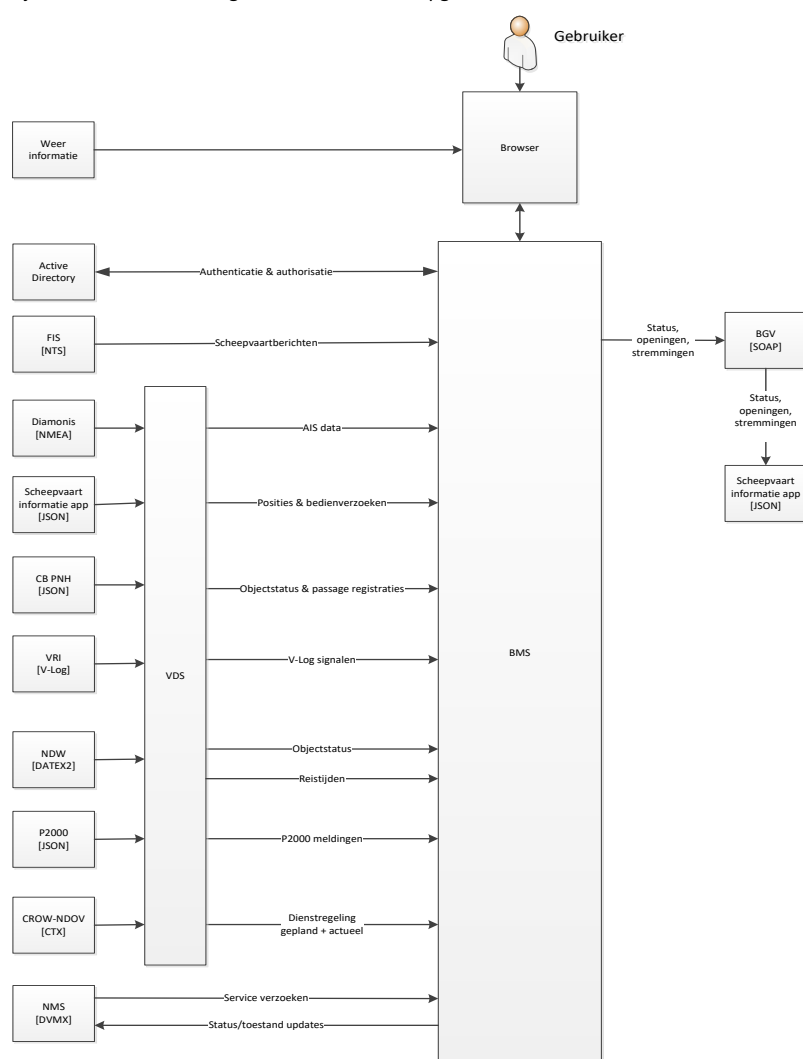 Gebruiker
Weer
informatie
Browser
Active
Directory
Authenticatie & authorisatie
FIS
[NTS]
Scheepvaartberichten
Status,
openingen,
stremmingen
BGV
[SOAP]
Status,
openingen,
stremmingen
Diamonis
[NMEA]
AIS data
Scheepvaart
informatie app
[JSON]
Scheepvaart
informatie app
[JSON]
Posities & bedienverzoeken
CB PNH
[JSON]
Objectstatus & passage registraties
VRI
[V-Log]
VDS
V-Log signalen
BMS
NDW
[DATEX2]
Objectstatus
Reistijden
P2000
[JSON]
P2000 meldingen
CROW-NDOV
[CTX]
Dienstregeling
gepland + actueel
NMS
[DVMX]
Service verzoeken
Status/toestand updates